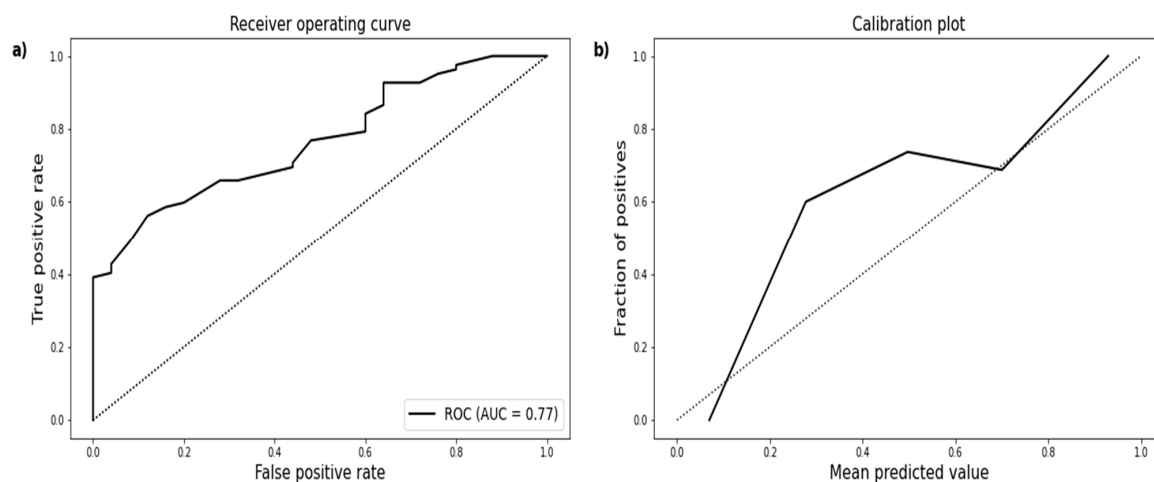 a)
Receiver operating curve
1.0
0.8
0.6
0.4
0.2
0.0
True positive rate
0.0 0.2 0.4 0.6 0.8 1.0
False positive rate
ROC (AUC = 0.77)
b)
Calibration plot
1.0
0.8
0.6
0.4
0.2
0.0
Fraction of positives
0.0 0.2 0.4 0.6 0.8 1.0
Mean predicted value